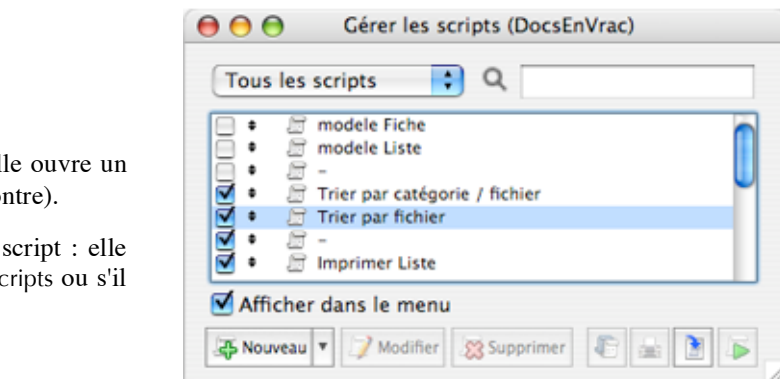 Gérer les scripts (DocsEnVrac)
Tous les scripts
modele Fiche
modele Liste
-
Trier par catégorie / fichier
Trier par fichier
-
Imprimer Liste
Afficher dans le menu
Nouveau Modifier Supprimer
lle ouvre un
ontre).
script : elle
cripts ou s'il